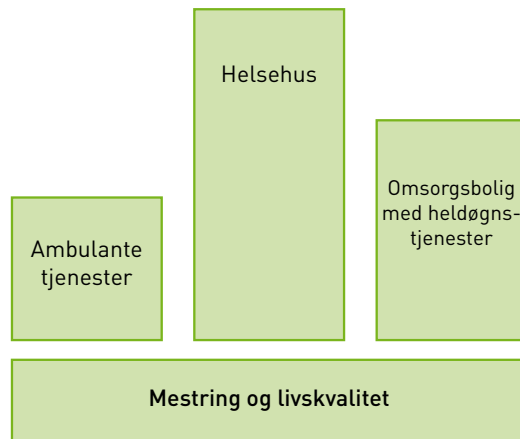 Helsehus
Omsorgsbolig
med heldøgns-
tjenester
Ambulante
tjenester
Mestring og livskvalitet